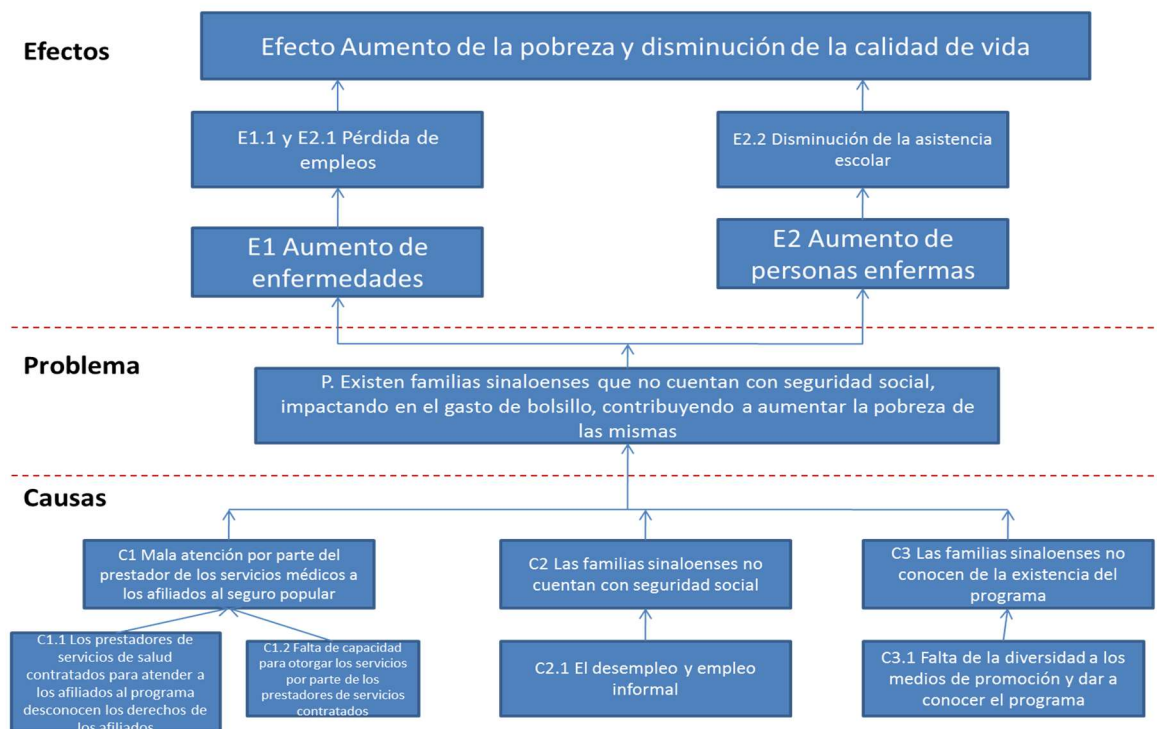 Efectos
Efecto Aumento de la pobreza y disminución de la calidad de vida
E1.1 y E2.1 Pérdida de
empleos
E2.2 Disminución de la asistencia
escolar
E1 Aumento de
enfermedades
E2 Aumento de
personas enfermas
Problema
P. Existen familias sinaloenses que no cuentan con seguridad social,
impactando en el gasto de bolsillo, contribuyendo a aumentar la pobreza de
las mismas
Causas
C1 Mala atención por parte del
prestador de los servicios médicos a
los afiliados al seguro popular
C2 Las familias sinaloenses no
cuentan con seguridad social
C3 Las familias sinaloenses no
conocen de la existencia del
programa
C1.1 Los prestadores de
servicios de salud
contratados para atender a
los afiliados al programa
desconocen los derechos de
los afiliados
C1.2 Falta de capacidad
para otorgar los servicios
por parte de los
prestadores de servicios
contratados
C2.1 El desempleo y empleo
informal
C3.1 Falta de la diversidad a los
medios de promoción y dar a
conocer el programa